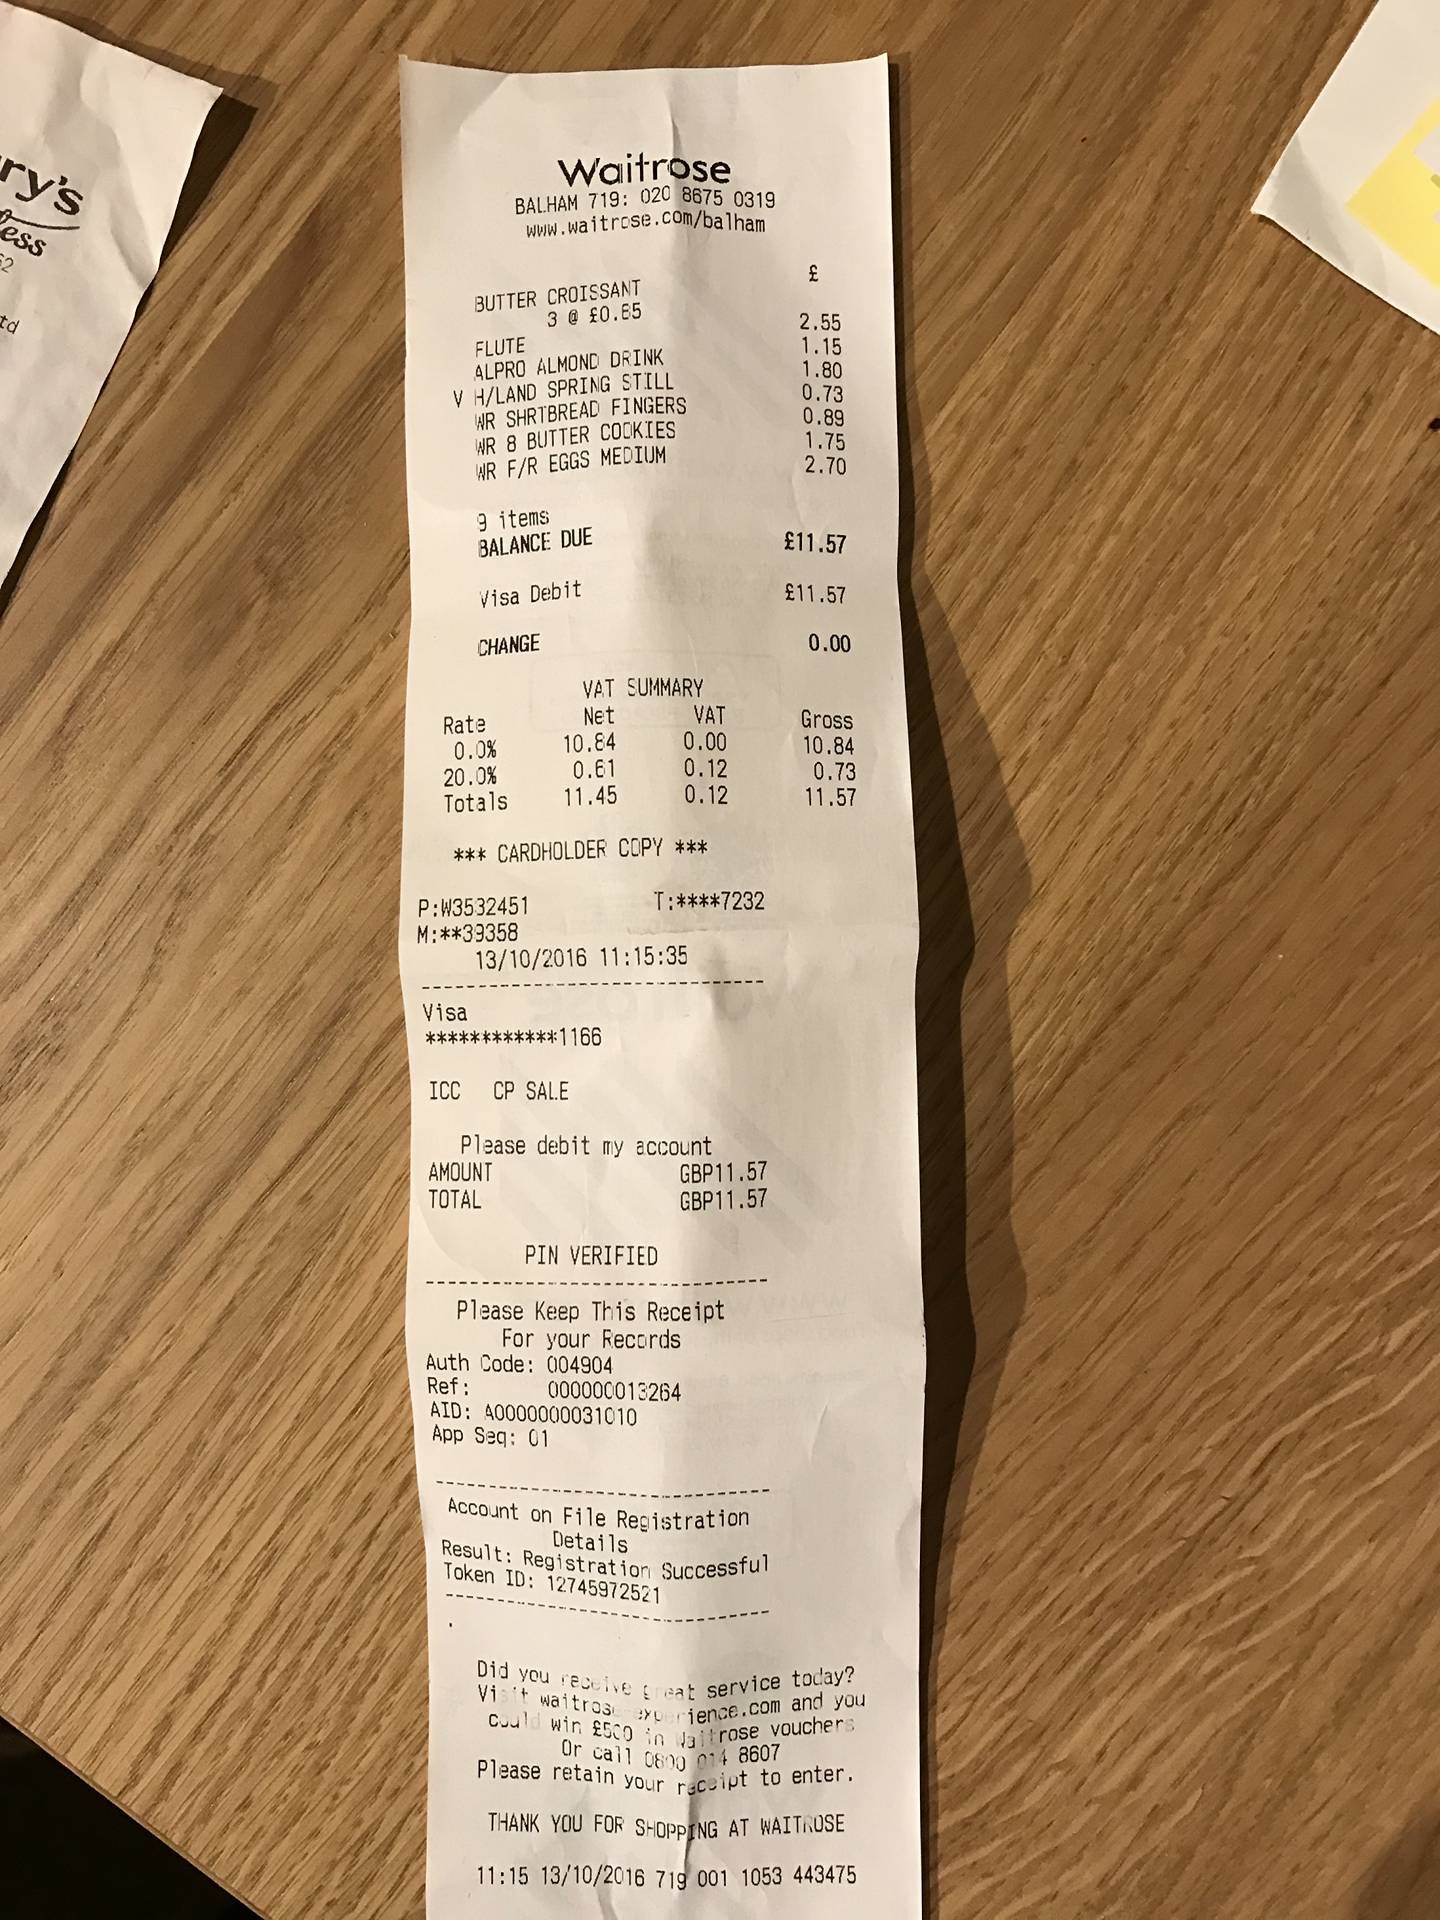 ry's
ess
62
td
Waitrose
BALHAM 719: 020 8675 0319
www.waitrose.com/balham
£
BUTTER CROISSANT
3 @ £0.85 2.55
FLUTE 1.15
ALPRO ALMOND DRINK 1.80
V H/LAND SPRING STILL 0.73
WR SHRTBREAD FINGERS 0.89
WR 8 BUTTER COOKIES 1.75
WR F/R EGGS MEDIUM 2.70
9 items
BALANCE DUE £11.57
Visa Debit £11.57
CHANGE 0.00
VAT SUMMARY
Rate Net VAT Gross
0.0% 10.84 0.00 10.84
20.0% 0.61 0.12 0.73
Totals 11.45 0.12 11.57
*** CARDHOLDER COPY ***
P:W3532451 T:****7232
M:**39358
13/10/2016 11:15:35
Visa
************1166
ICC CP SALE
Please debit my account
AMOUNT GBP11.57
TOTAL GBP11.57
PIN VERIFIED
Please Keep This Receipt
For your Records
Auth Code: 004904
Ref: 000000013264
AID: A0000000031010
App Seq: 01
Account on File Registration
Details
Result: Registration Successful
Token ID: 12745972521
Did you receive great service today?
Visit waitroseexperience.com and you
could win £500 in Waitrose vouchers
Or call 0800 014 8607
Please retain your receipt to enter.
THANK YOU FOR SHOPPING AT WAITROSE
11:15 13/10/2016 719 001 1053 443475